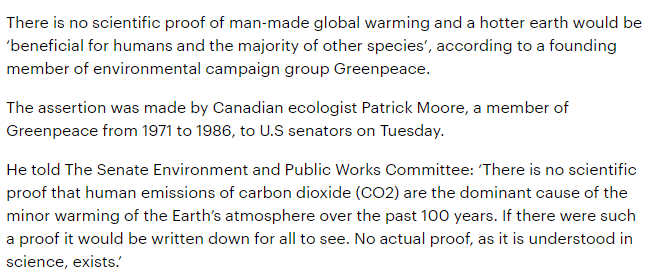 There is no scientific proof of man-made global warming and a hotter earth would be
‘beneficial for humans and the majority of other species’, according to a founding
member of environmental campaign group Greenpeace.
The assertion was made by Canadian ecologist Patrick Moore, a member of
Greenpeace from 1971 to 1986, to U.S senators on Tuesday.
He told The Senate Environment and Public Works Committee: ‘There is no scientific
proof that human emissions of carbon dioxide (CO2) are the dominant cause of the
minor warming of the Earth’s atmosphere over the past 100 years. If there were such
a proof it would be written down for all to see. No actual proof, as it is understood in
science, exists.’